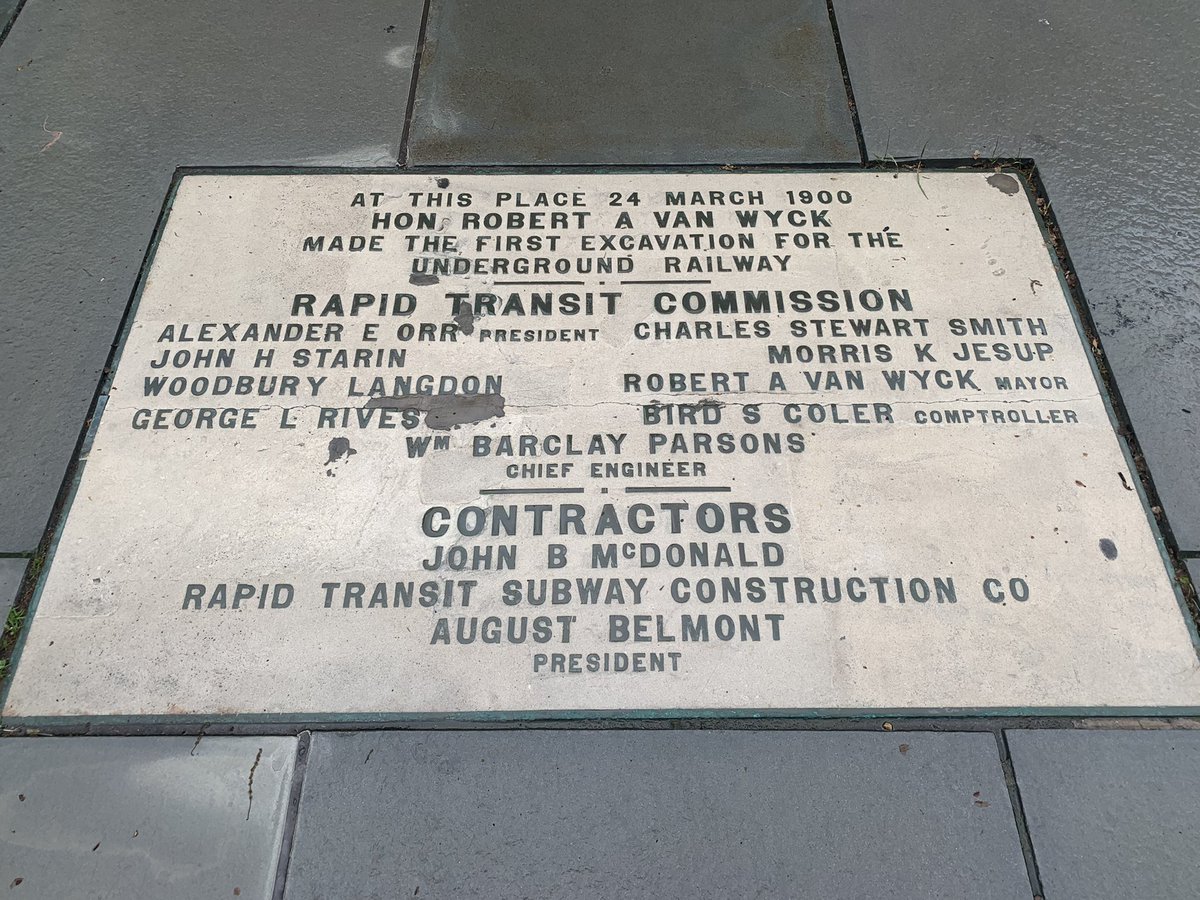 AT THIS PLACE 24 MARCH 1900
HON. ROBERT A VAN WYCK
MADE THE FIRST EXCAVATION FOR THE
UNDERGROUND RAILWAY
RAPID TRANSIT COMMISSION
ALEXANDER E ORR PRESIDENT CHARLES STEWART SMITH
JOHN H STARIN MORRIS K JESUP
WOODBURY LANGDON ROBERT A VAN WYCK MAYOR
GEORGE L RIVES BIRD S COLER COMPTROLLER
WM BARCLAY PARSONS
CHIEF ENGINEER
CONTRACTORS
JOHN B McDONALD
RAPID TRANSIT SUBWAY CONSTRUCTION CO
AUGUST BELMONT
PRESIDENT